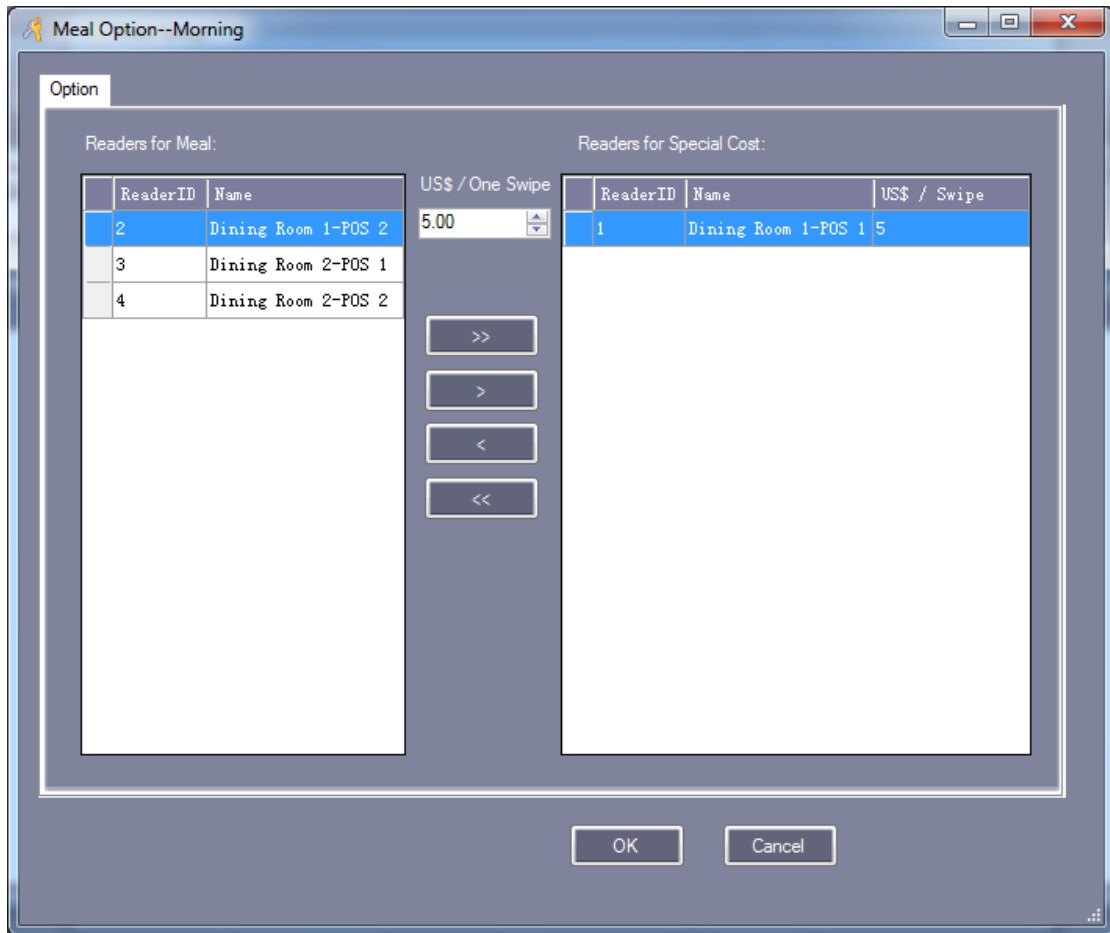 Meal Option--Morning
Option
Readers for Meal:
ReaderID Name
2 Dining Room 1-POS 2
3 Dining Room 2-POS 1
4 Dining Room 2-POS 2
US$ / One Swipe
5.00
>>
>
<
<<
Readers for Special Cost:
ReaderID Name US$ / Swipe
1 Dining Room 1-POS 1 5
OK Cancel